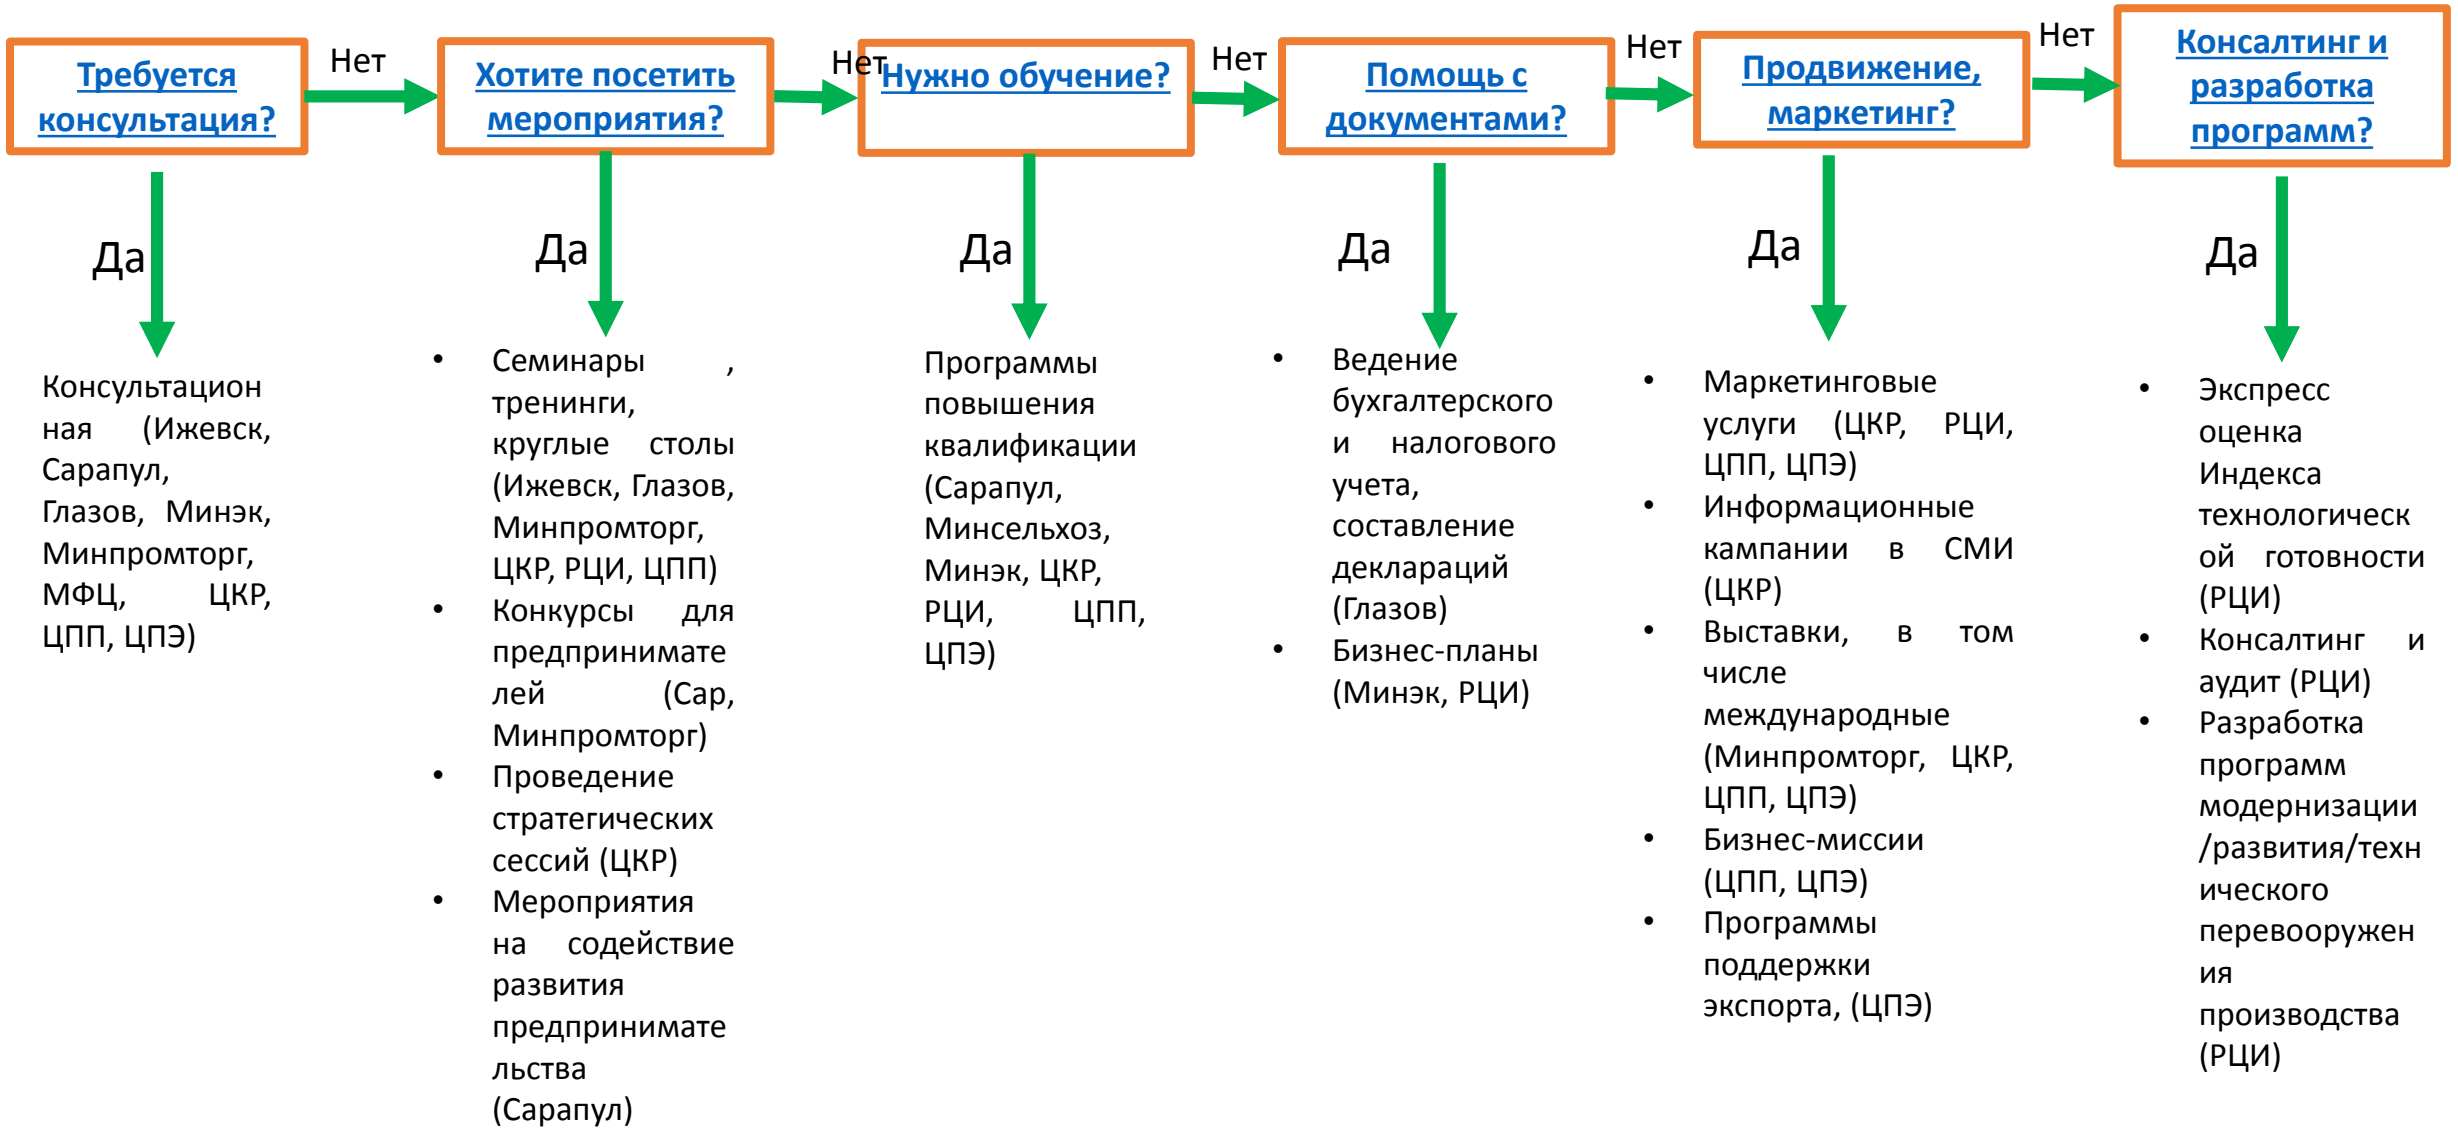 Требуется
консультация?
Нет
Хотите посетить
мероприятия?
Нет
Нужно обучение?
Нет
Помощь с
документами?
Нет
Продвижение,
маркетинг?
Нет
Консалтинг и
разработка
программ?
Да
Консультацион
ная (Ижевск,
Сарапул,
Глазов, Минэк,
Минпромторг,
МФЦ, ЦКР,
ЦПП, ЦПЭ)
Да
• Семинары ,
тренинги,
круглые столы
(Ижевск, Глазов,
Минпромторг,
ЦКР, РЦИ, ЦПП)
• Конкурсы для
предпринимате
лей (Сар,
Минпромторг)
• Проведение
стратегических
сессий (ЦКР)
• Мероприятия
на содействие
развития
предпринимате
льства
(Сарапул)
Да
Программы
повышения
квалификации
(Сарапул,
Минсельхоз,
Минэк, ЦКР,
РЦИ, ЦПП,
ЦПЭ)
Да
• Ведение
бухгалтерского
и налогового
учета,
составление
деклараций
(Глазов)
• Бизнес-планы
(Минэк, РЦИ)
Да
• Маркетинговые
услуги (ЦКР, РЦИ,
ЦПП, ЦПЭ)
• Информационные
кампании в СМИ
(ЦКР)
• Выставки, в том
числе
международные
(Минпромторг, ЦКР,
ЦПП, ЦПЭ)
• Бизнес-миссии
(ЦПП, ЦПЭ)
• Программы
поддержки
экспорта, (ЦПЭ)
Да
• Экспресс
оценка
Индекса
технологическ
ой готовности
(РЦИ)
• Консалтинг и
аудит (РЦИ)
• Разработка
программ
модернизации
/развития/техн
ического
перевооружен
ия
производства
(РЦИ)